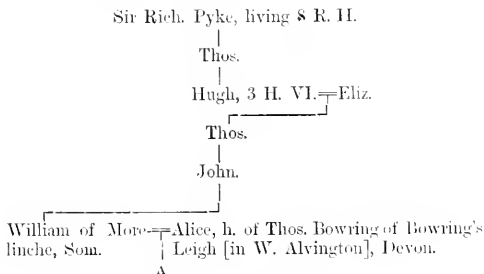 Sir Rich. Pyke, living 8 R. II.
Thos.
Hugh, 3 H. VI.=Eliz.
Thos.
John.
William of More-=Alice, h. of Thos. Bowring of Bowring's
linche, Som. Leigh [in W. Alvington], Devon.
A